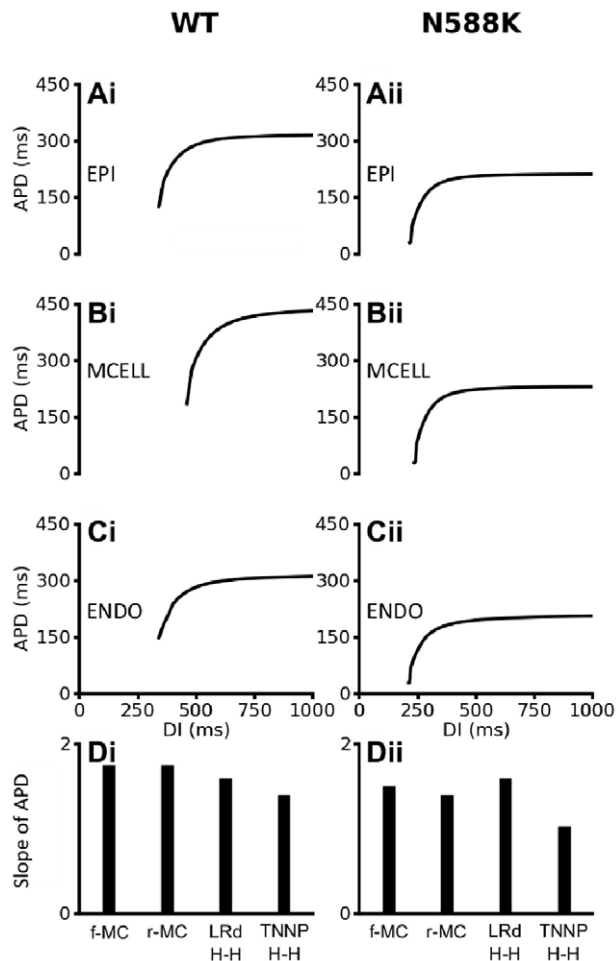 WT N588K
Ai Aii
450 450
APD (ms) 300 300
EPI EPI
150 150
0 0
Bi Bii
450 450
APD (ms) 300 300
MCELL MCELL
150 150
0 0
Ci Cii
450 450
APD (ms) 300 300
ENDO ENDO
150 150
0 0
0 250 500 750 1000 0 250 500 750 1000
DI (ms) DI (ms)
Di Dii
2 2
Slope of APD
0 0
f-MC r-MC LRd TNNP f-MC r-MC LRd TNNP
H-H H-H H-H H-H